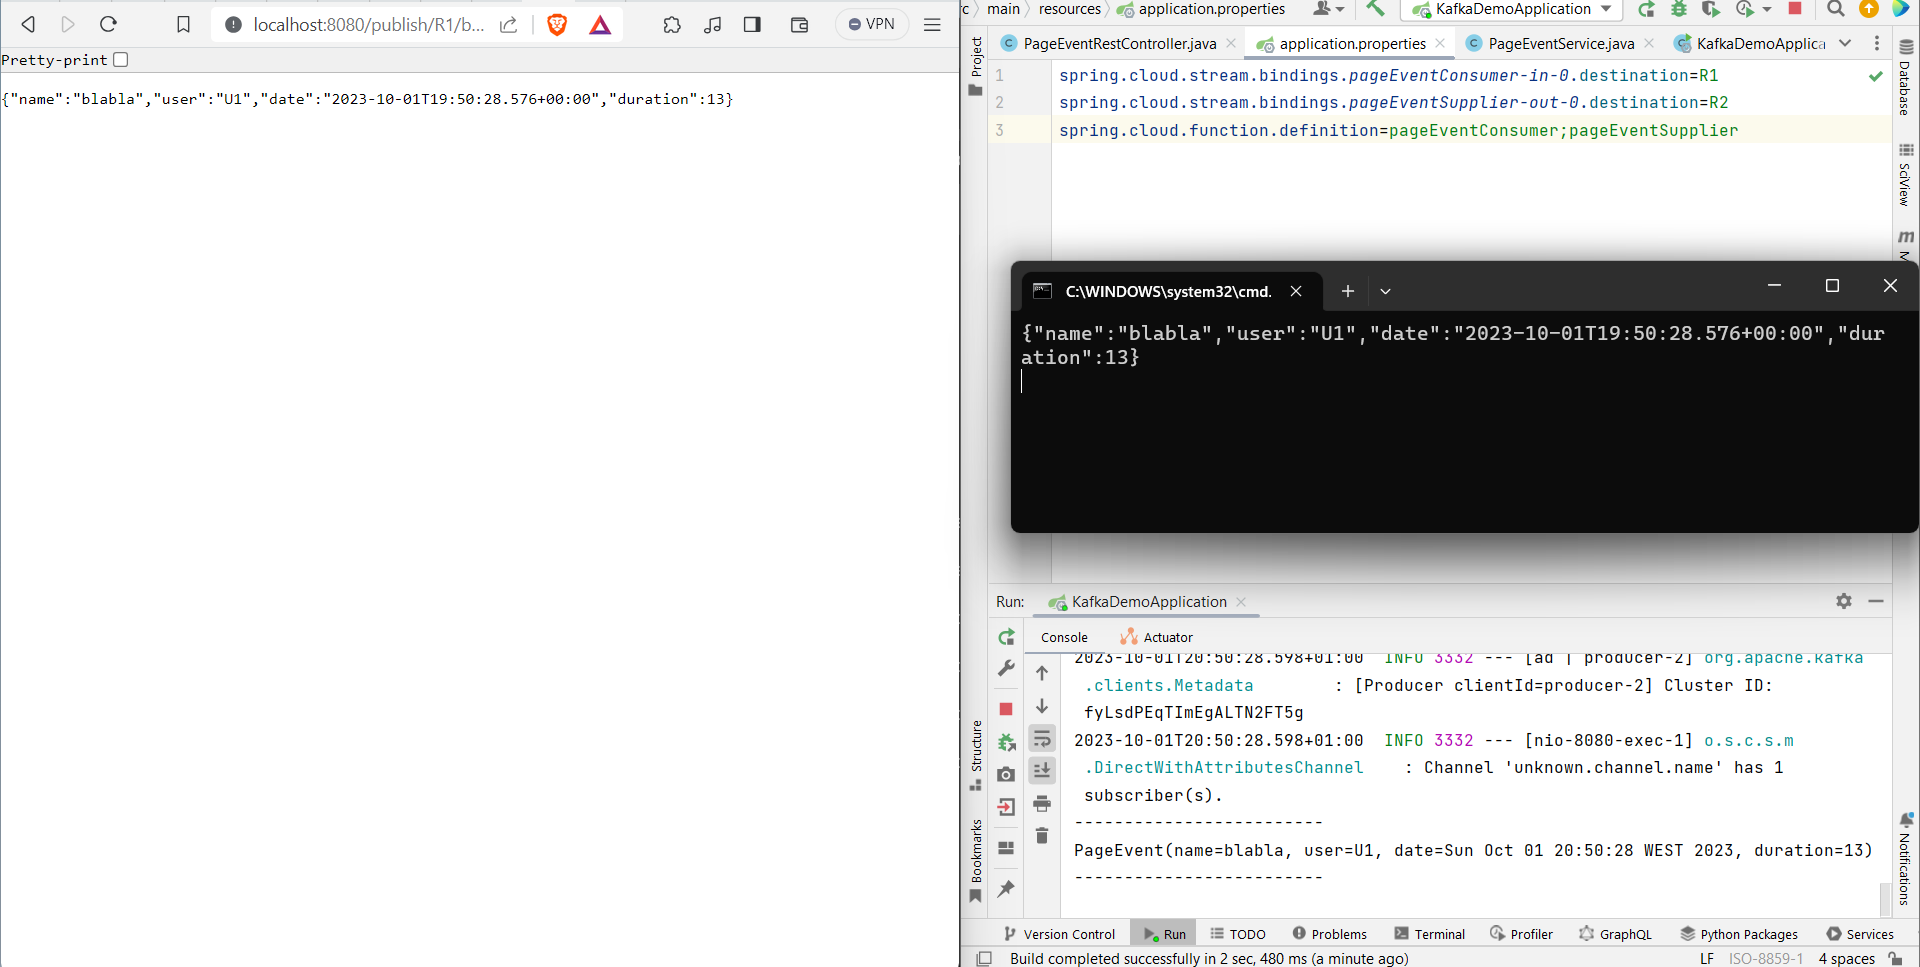 localhost:8080/publish/R1/b...
VPN
Pretty-print
{"name":"blabla","user":"U1","date":"2023-10-01T19:50:28.576+00:00","duration":13}
c
main
resources
application.properties
KafkaDemoApplication
PageEventRestController.java
application.properties
PageEventService.java
KafkaDemoApplica
Project
1 spring.cloud.stream.bindings.pageEventConsumer-in-0.destination=R1
2 spring.cloud.stream.bindings.pageEventSupplier-out-0.destination=R2
3 spring.cloud.function.definition=pageEventConsumer;pageEventSupplier
Database
SciView
m
M
C:\WINDOWS\system32\cmd.
{"name":"blabla","user":"U1","date":"2023-10-01T19:50:28.576+00:00","dur
ation":13}
Run:
KafkaDemoApplication
Console
Actuator
2023-10-01T20:50:28.598+01:00  INFO 3332 --- [ad | producer-2] org.apache.kafka
.clients.Metadata        : [Producer clientId=producer-2] Cluster ID:
fyLsdPEqTImEgALTN2FT5g
2023-10-01T20:50:28.598+01:00  INFO 3332 --- [nio-8080-exec-1] o.s.c.s.m
.DirectWithAttributesChannel    : Channel 'unknown.channel.name' has 1
subscriber(s).
-------------------------
PageEvent(name=blabla, user=U1, date=Sun Oct 01 20:50:28 WEST 2023, duration=13)
-------------------------
Structure
Bookmarks
Notifications
Version Control
Run
TODO
Problems
Terminal
Profiler
GraphQL
Python Packages
Services
Build completed successfully in 2 sec, 480 ms (a minute ago)
LF
ISO-8859-1
4 spaces